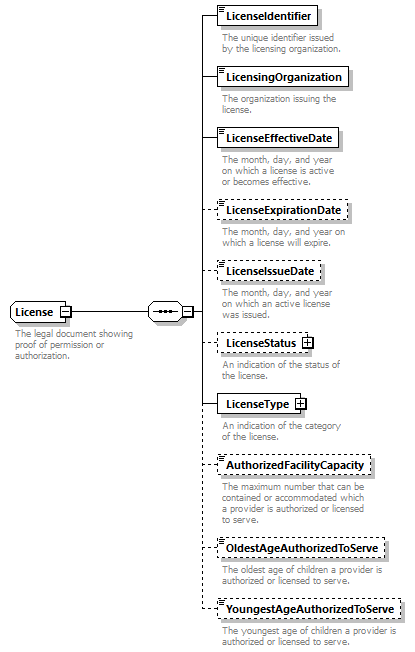 LicenseIdentifier
The unique identifier issued
by the licensing organization.
LicensingOrganization
The organization issuing the
license.
LicenseEffectiveDate
The month, day, and year
on which a license is active
or becomes effective.
LicenseExpirationDate
The month, day, and year on
which a license will expire.
LicenseIssueDate
The month, day, and year
on which an active license
was issued.
License
The legal document showing
proof of permission or
authorization.
LicenseStatus
An indication of the status of
the license.
LicenseType
An indication of the category
of the license.
AuthorizedFacilityCapacity
The maximum number that can be
contained or accommodated which
a provider is authorized or licensed
to serve.
OldestAgeAuthorizedToServe
The oldest age of children a provider is
authorized or licensed to serve.
YoungestAgeAuthorizedToServe
The youngest age of children a provider is
authorized or licensed to serve.